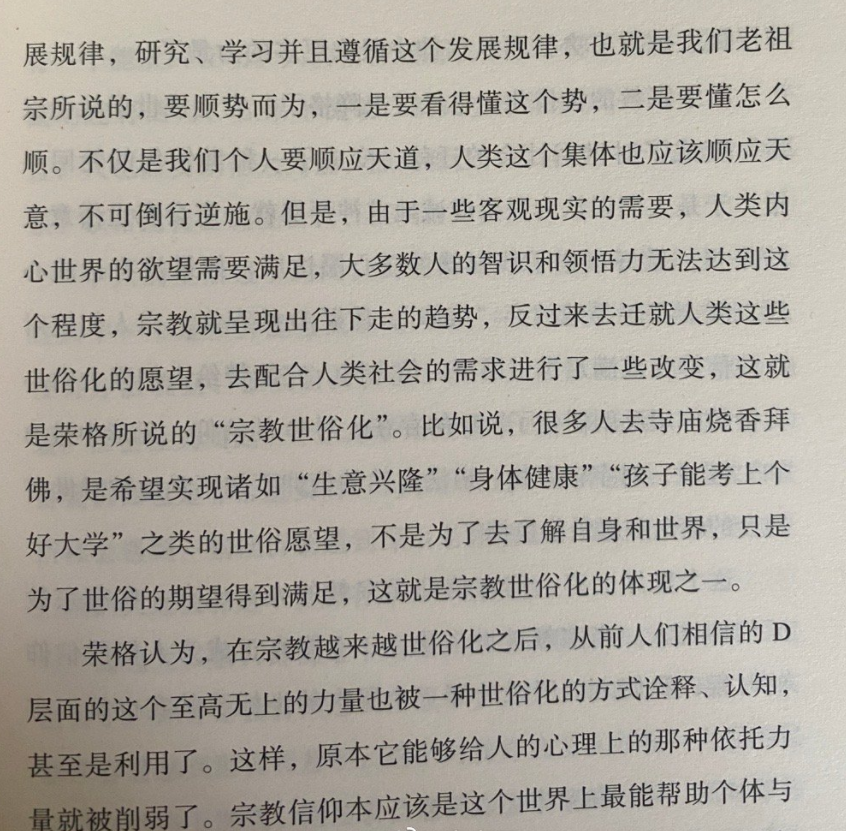 展规律，研究、学习并且遵循这个发展规律，也就是我们老祖
宗所说的，要顺势而为，一是要看得懂这个势，二是要懂怎么
顺。不仅是我们个人要顺应天道，人类这个集体也应该顺应天
意，不可倒行逆施。但是，由于一些客观现实的需要，人类内
心世界的欲望需要满足，大多数人的智识和领悟力无法达到这
个程度，宗教就呈现出往下走的趋势，反过来去迁就人类这些
世俗化的愿望，去配合人类社会的需求进行了一些改变，这就
是荣格所说的“宗教世俗化”。比如说，很多人去寺庙烧香拜
佛，是希望实现诸如“生意兴隆”“身体健康”“孩子能考上个
好大学”之类的世俗愿望，不是为了去了解自身和世界，只是
为了世俗的期望得到满足，这就是宗教世俗化的体现之一。
荣格认为，在宗教越来越世俗化之后，从前人们相信的 D
层面的这个至高无上的力量也被一种世俗化的方式诠释、认知，
甚至是利用了。这样，原本它能够给人的心理上的那种依托力
量就被削弱了。宗教信仰本应该是这个世界上最能帮助个体与